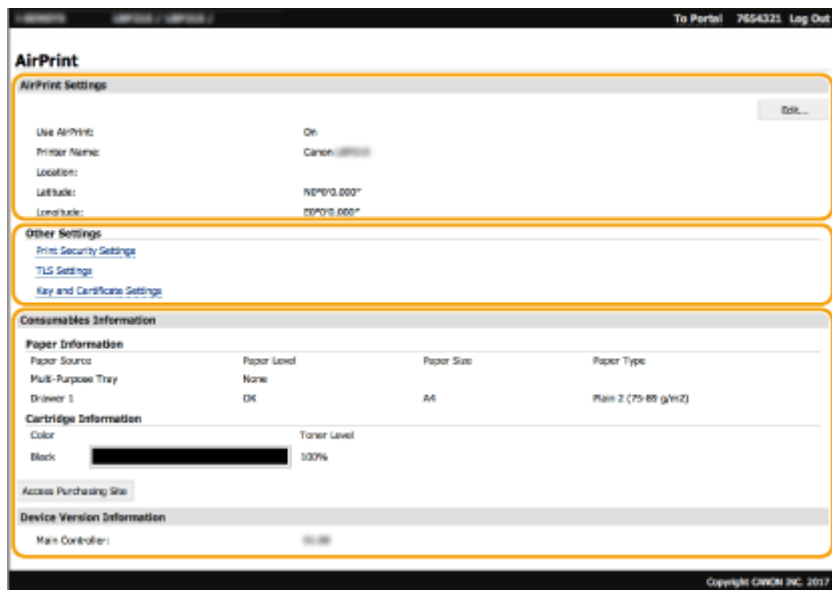 To Portal 7654321 Log Out
AirPrint
AirPrint Settings
Edit...
Use AirPrint: On
Printer Name: Canon
Location:
Latitude: N0°0'0.000"
Longitude: E0°0'0.000"
Other Settings
Print Security Settings
TLS Settings
Key and Certificate Settings
Consumables Information
Paper Information
Paper Source Paper Level Paper Size Paper Type
Multi-Purpose Tray None
Drawer 1 OK A4 Plain 2 (75-89 g/m2)
Cartridge Information
Color Toner Level
Black 100%
Access Purchasing Site
Device Version Information
Main Controller:
Copyright CANON INC. 2017